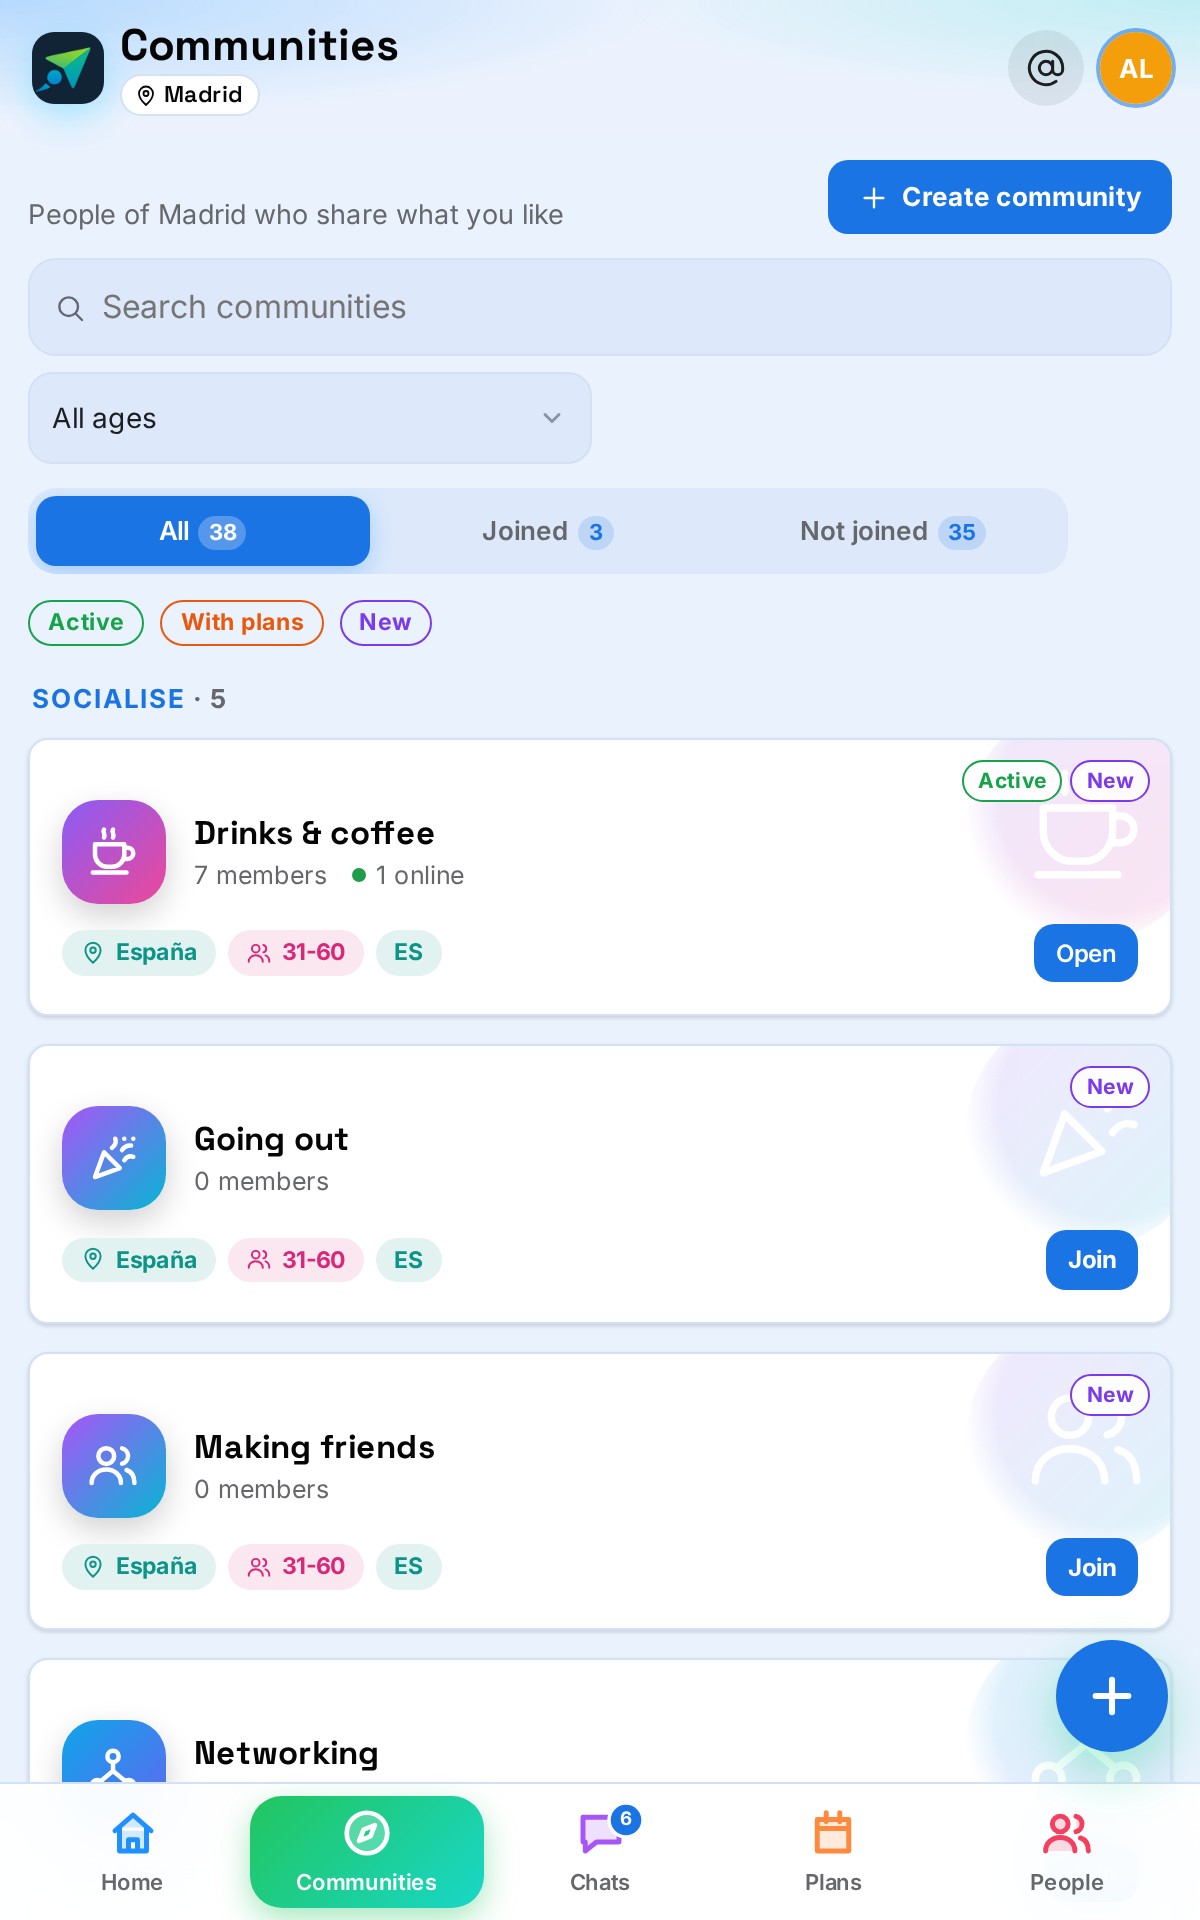 Communities
Madrid
@
AL
People of Madrid who share what you like
Create community
Search communities
All ages
All 38
Joined 3
Not joined 35
Active
With plans
New
SOCIALISE · 5
Active
New
Drinks & coffee
7 members
1 online
España
31-60
ES
Open
New
Going out
0 members
España
31-60
ES
Join
New
Making friends
0 members
España
31-60
ES
Join
Networking
6
Home
Communities
Chats
Plans
People